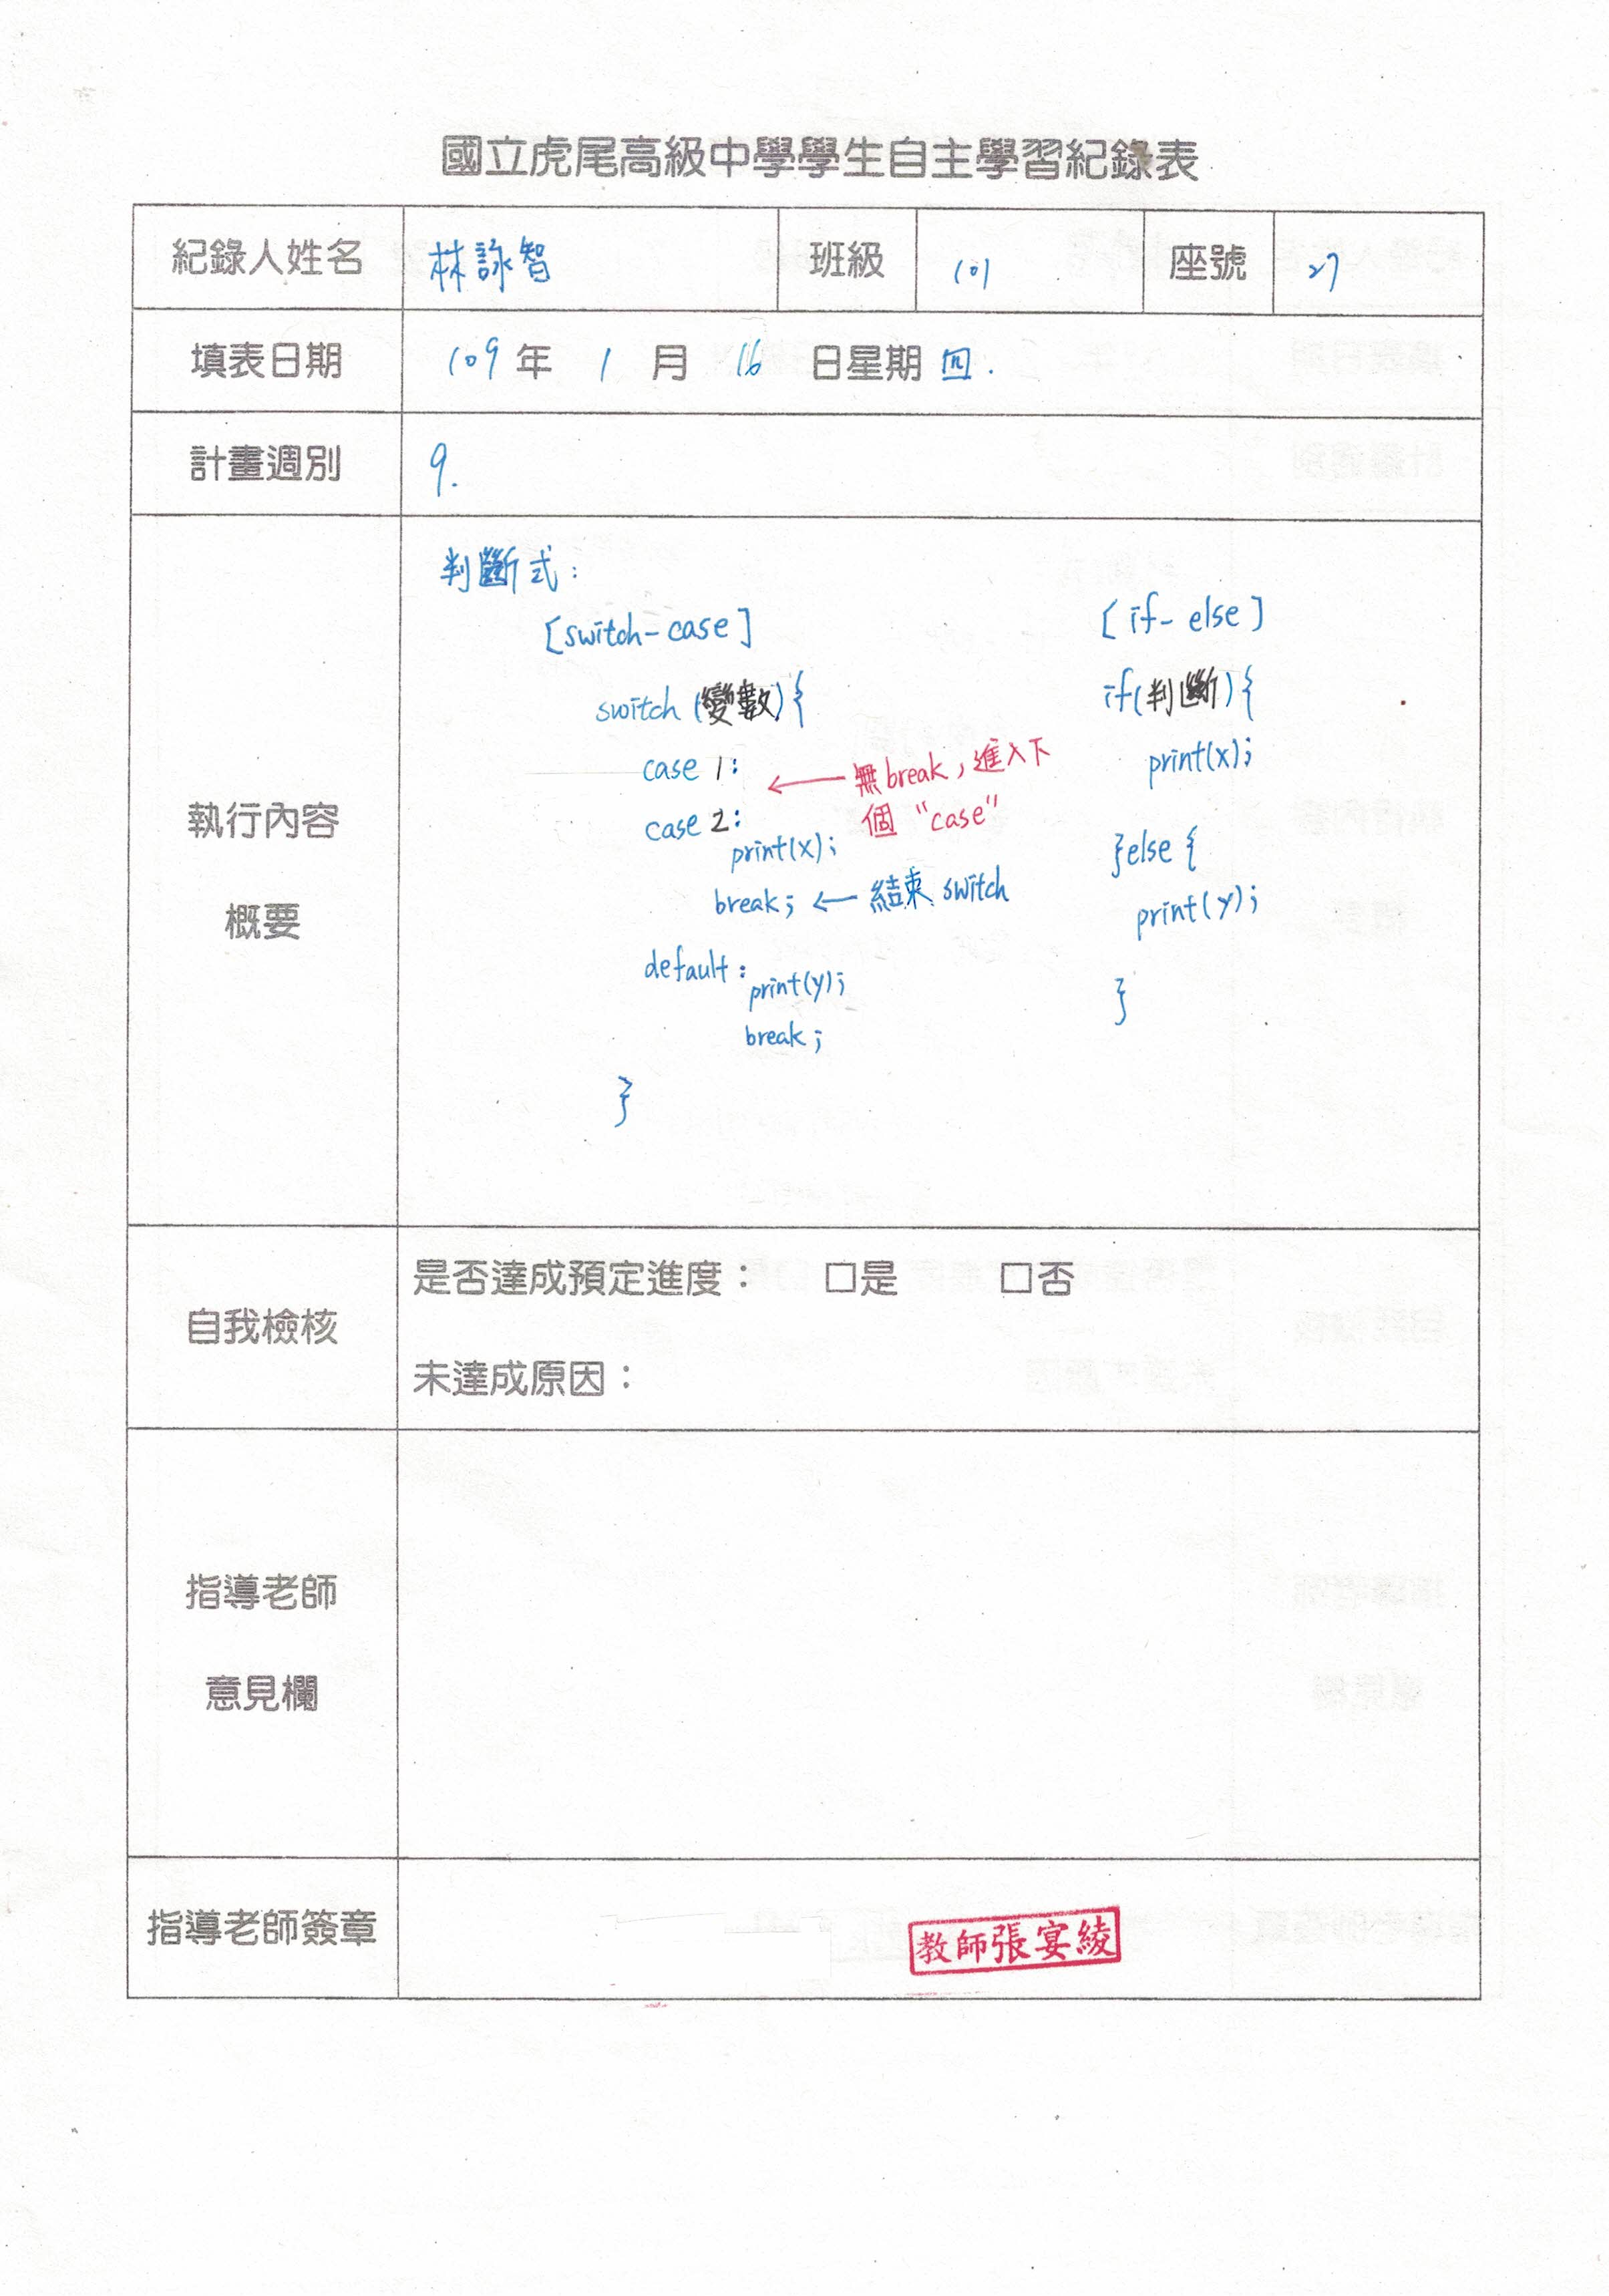 國立虎尾高級中學學生自主學習紀錄表
紀錄人姓名 林詠智 班級 101 座號 27
填表日期 109 年 1 月 16 日星期 四.
計畫週別 9.
執行內容
概要
判斷式:
[switch-case]
switch (變數){
case 1: ← 無break,進入下
個 "case"
case 2:
print(x);
break; ← 結束 switch
default:
print(y);
break;
}
[if-else]
if(判斷){
print(x);
}else {
print(y);
}
自我檢核
是否達成預定進度: □是 □否
未達成原因:
指導老師
意見欄
指導老師簽章 教師張宴綾